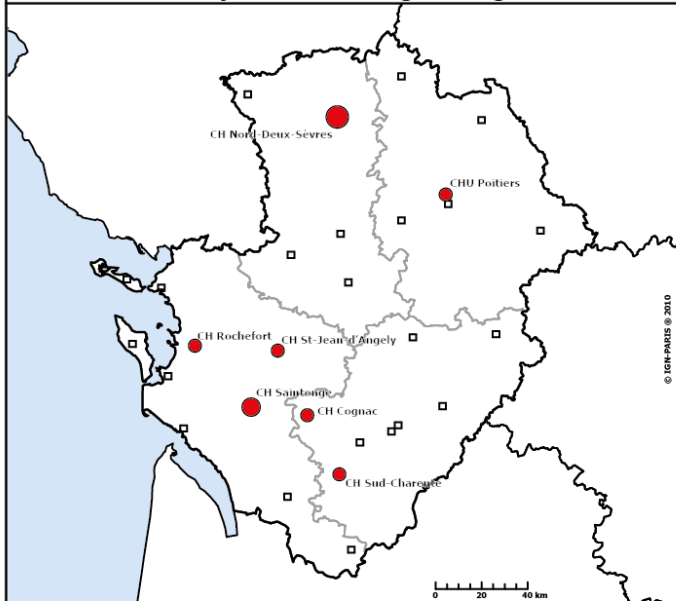 CH Nord-Deux-Sèvres
CHU Poitiers
CH Rochefort
CH St-Jean-d'Angely
CH Saintonge
CH Cognac
CH Sud-Charente
© IGN-PARIS ® 2010
0 20 40 km